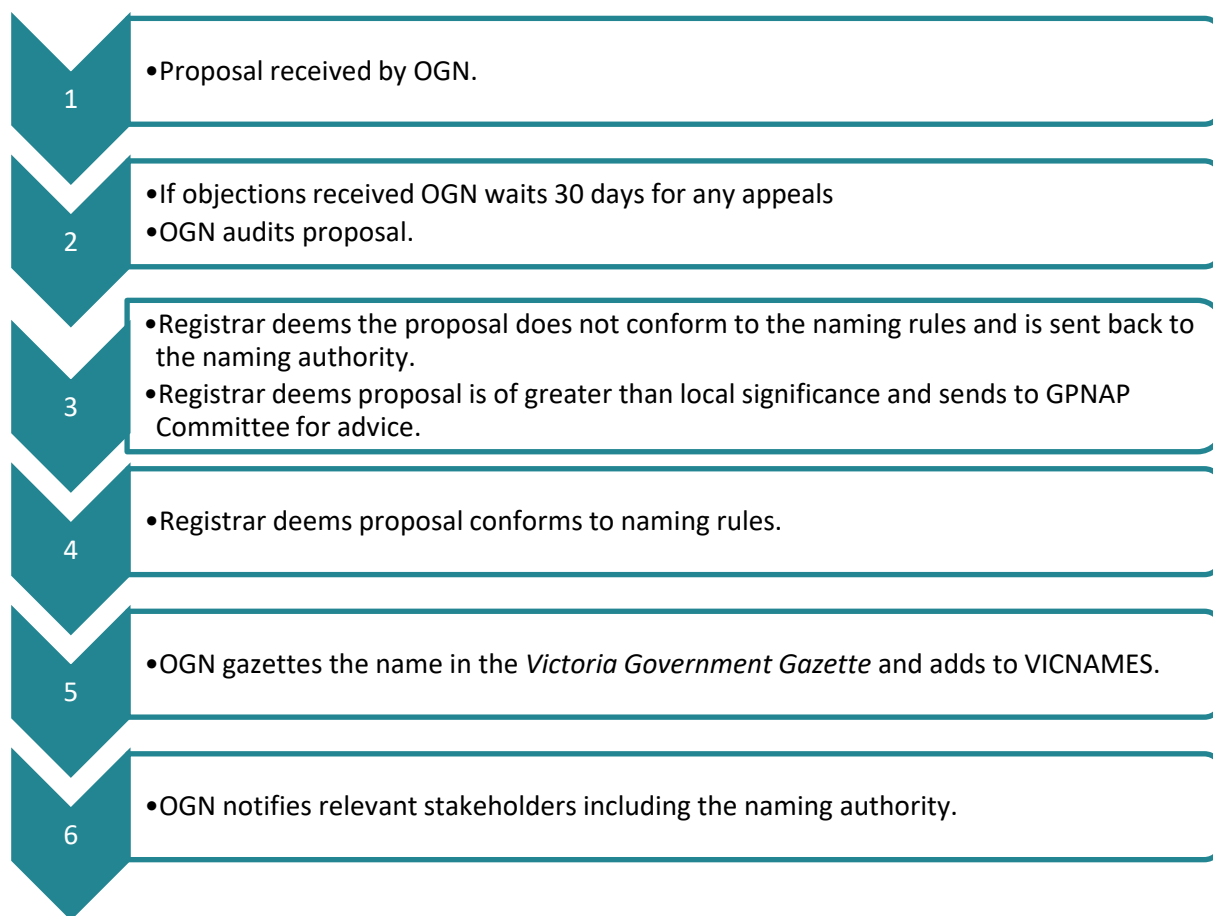 1
•Proposal received by OGN.
2
•If objections received OGN waits 30 days for any appeals
•OGN audits proposal.
3
•Registrar deems the proposal does not conform to the naming rules and is sent back to
the naming authority.
•Registrar deems proposal is of greater than local significance and sends to GPNAP
Committee for advice.
4
•Registrar deems proposal conforms to naming rules.
5
•OGN gazettes the name in the Victoria Government Gazette and adds to VICNAMES.
6
•OGN notifies relevant stakeholders including the naming authority.